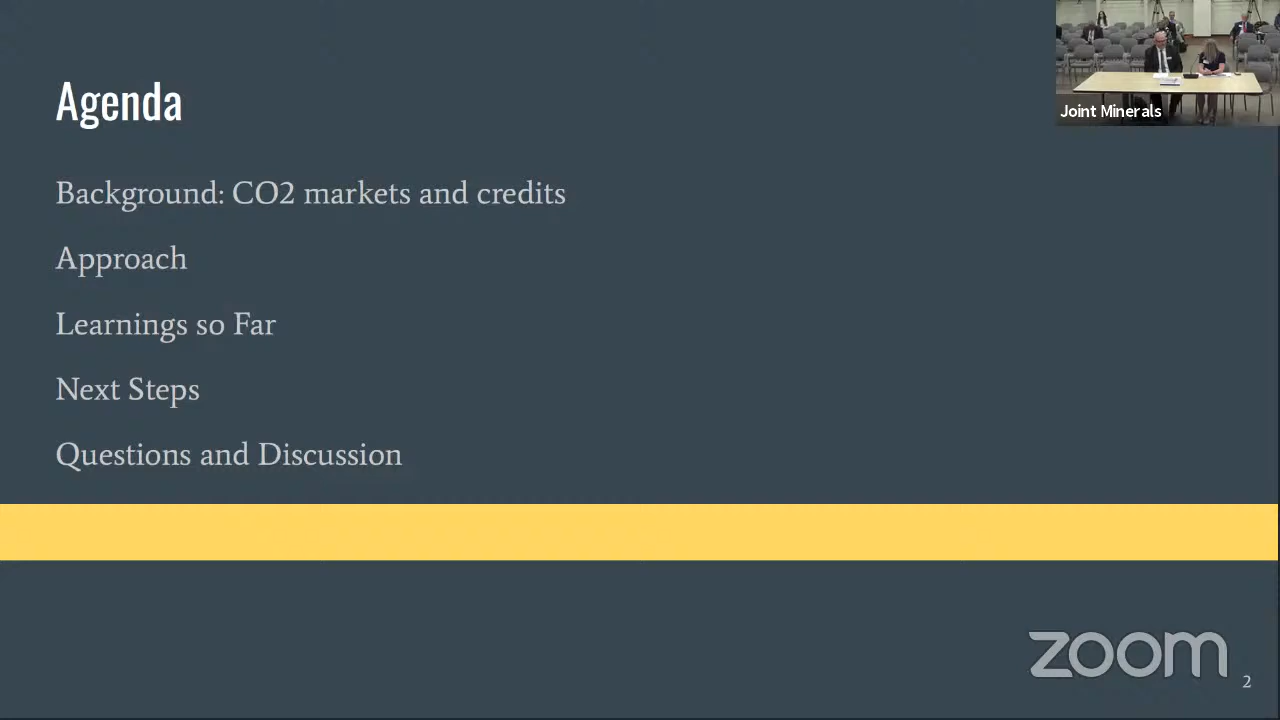 Agenda
Joint Minerals
Background: CO2 markets and credits
Approach
Learnings so Far
Next Steps
Questions and Discussion
zoom
2